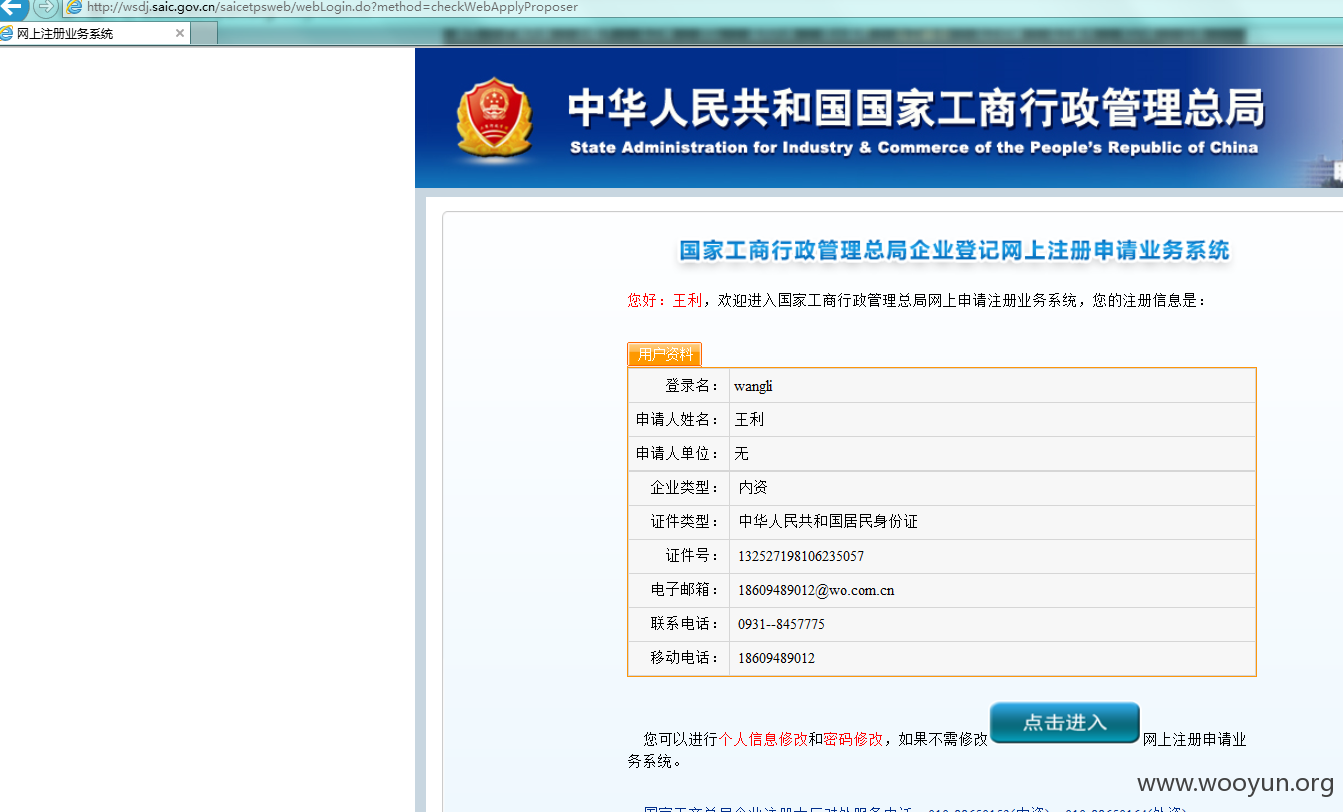 http://wsdj.saic.gov.cn/saicetpsweb/webLogin.do?method=checkWebApplyProposer
网上注册业务系统
中华人民共和国国家工商行政管理总局
State Administration for Industry & Commerce of the People's Republic of China
国家工商行政管理总局企业登记网上注册申请业务系统
您好：王利，欢迎进入国家工商行政管理总局网上申请注册业务系统，您的注册信息是：
用户资料
登录名： wangli
申请人姓名： 王利
申请人单位： 无
企业类型： 内资
证件类型： 中华人民共和国居民身份证
证件号： 132527198106235057
电子邮箱： 18609489012@wo.com.cn
联系电话： 0931--8457775
移动电话： 18609489012
您可以进行个人信息修改和密码修改，如果不需修改 点击进入 网上注册申请业
务系统。
www.wooyun.org